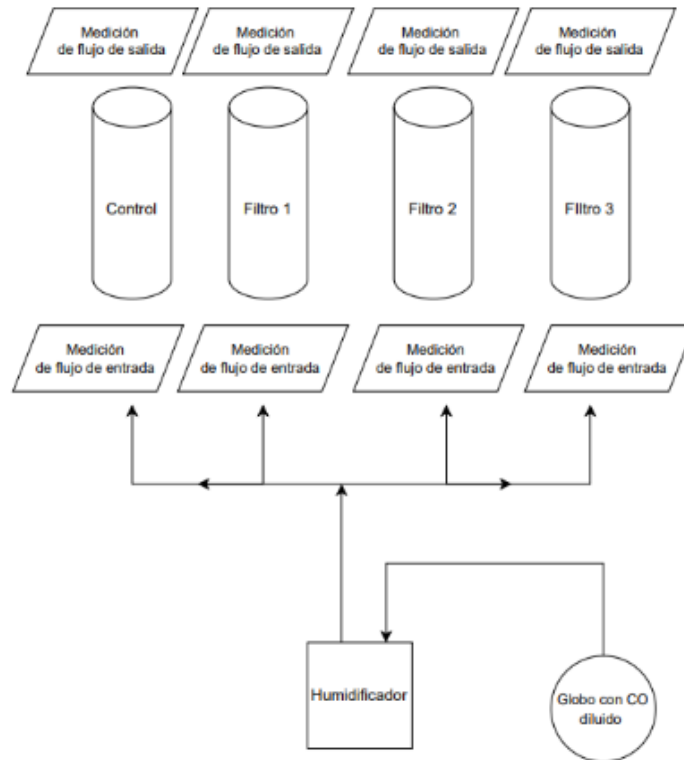 Medición
de flujo de salida
Medición
de flujo de salida
Medición
de flujo de salida
Medición
de flujo de salida
Control
Filtro 1
Filtro 2
FIltro 3
Medición
de flujo de entrada
Medición
de flujo de entrada
Medición
de flujo de entrada
Medición
de flujo de entrada
Humidificador
Globo con CO
diluido